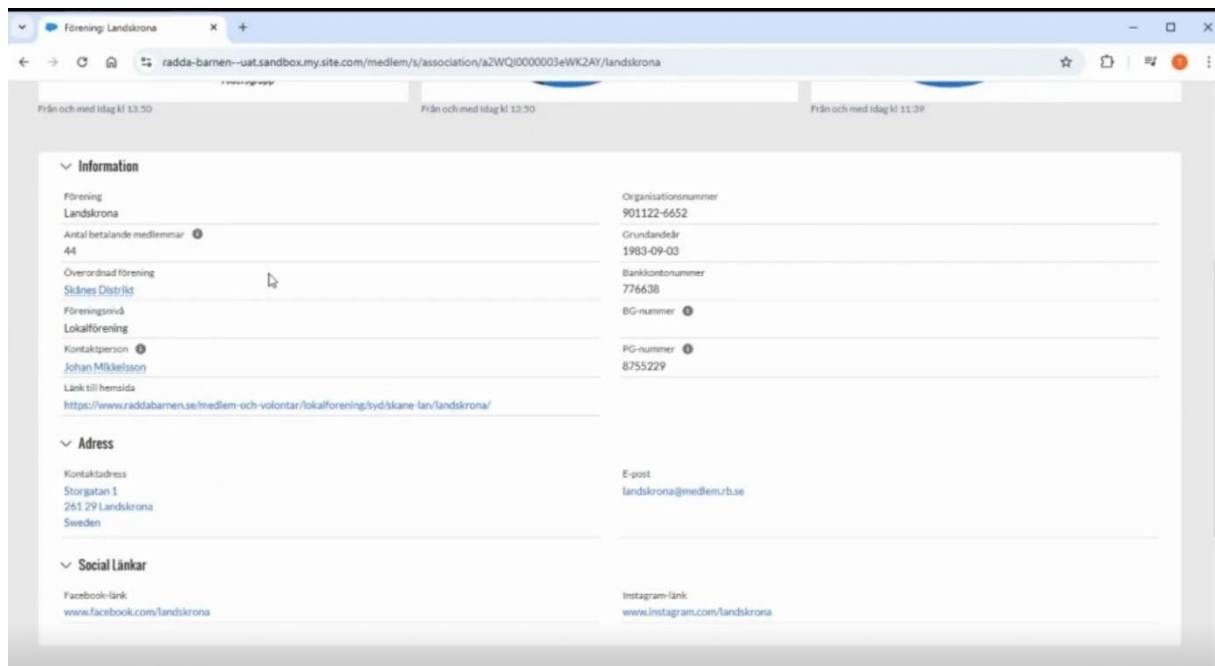 Förening: Landskrona
radda-barnen--uat.sandbox.my.site.com/medlem/s/association/a2WQI0000003eWK2AY/landskrona
Från och med Idag kl 13:50
Från och med Idag kl 13:50
Från och med Idag kl 11:39
Information
Förening
Landskrona
Organisationsnummer
901122-6652
Antal betalande medlemmar
44
Grundandeår
1983-09-03
Överordnad förening
Skånes Distrikt
Bankkontonummer
776638
Föreningsnivå
Lokalförening
BG-nummer
Kontaktperson
Johan Mikkelsson
PG-nummer
8755229
Länk till hemsida
https://www.raddabarnen.se/medlem-och-volontar/lokalforening/syd/skane-lan/landskrona/
Adress
Kontaktadress
Storgatan 1
261 29 Landskrona
Sweden
E-post
landskrona@medlem.rb.se
Social Länkar
Facebook-länk
www.facebook.com/landskrona
Instagram-länk
www.instagram.com/landskrona